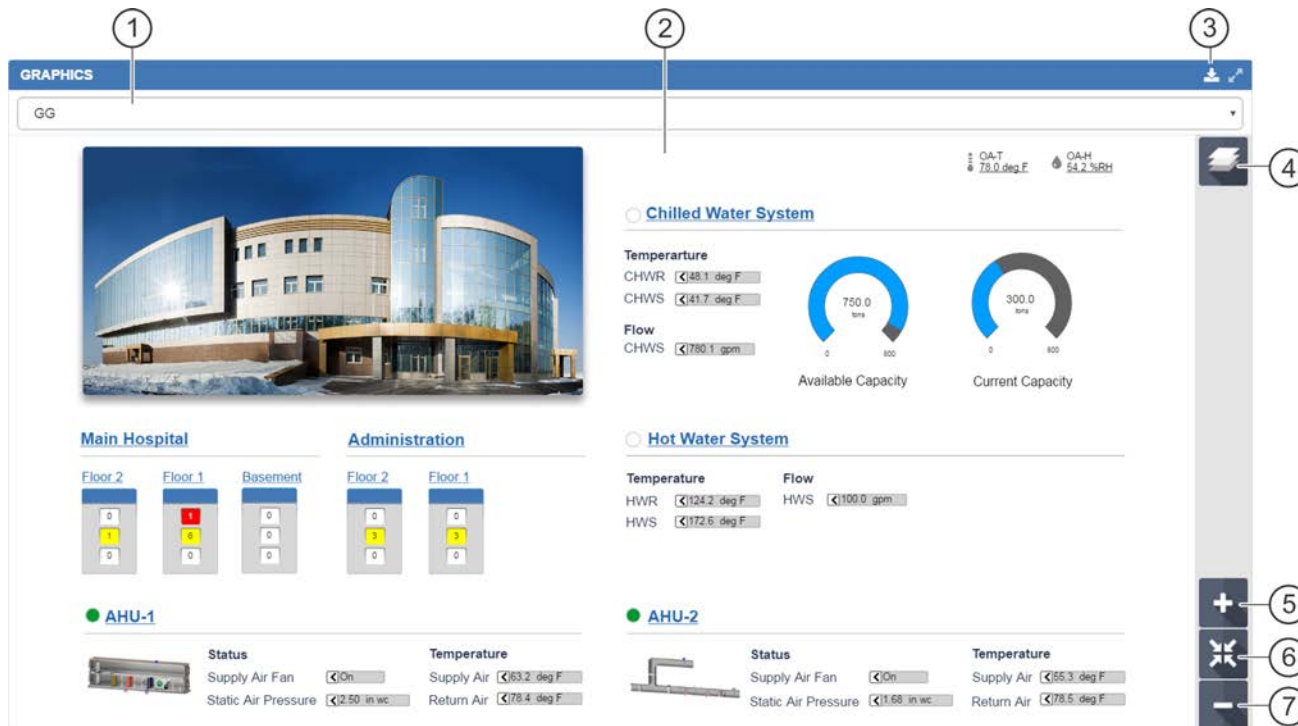 1
2
3
GRAPHICS
GG
4
OA-T
78.0 deg F
OA-H
54.2 %RH
Chilled Water System
Temperarture
CHWR 48.1 deg F
CHWS 41.7 deg F
Flow
CHWS 780.1 gpm
750.0
tons
0 800
Available Capacity
300.0
tons
0 800
Current Capacity
Main Hospital
Floor 2 Floor 1 Basement
0 1 0
1 6 0
0 0 0
Administration
Floor 2 Floor 1
0 0
3 3
0 0
Hot Water System
Temperature Flow
HWR 124.2 deg F HWS 100.0 gpm
HWS 172.6 deg F
5
6
7
AHU-1
Status Temperature
Supply Air Fan On Supply Air 63.2 deg F
Static Air Pressure 2.50 in wc Return Air 78.4 deg F
AHU-2
Status Temperature
Supply Air Fan On Supply Air 55.3 deg F
Static Air Pressure 1.68 in wc Return Air 78.5 deg F